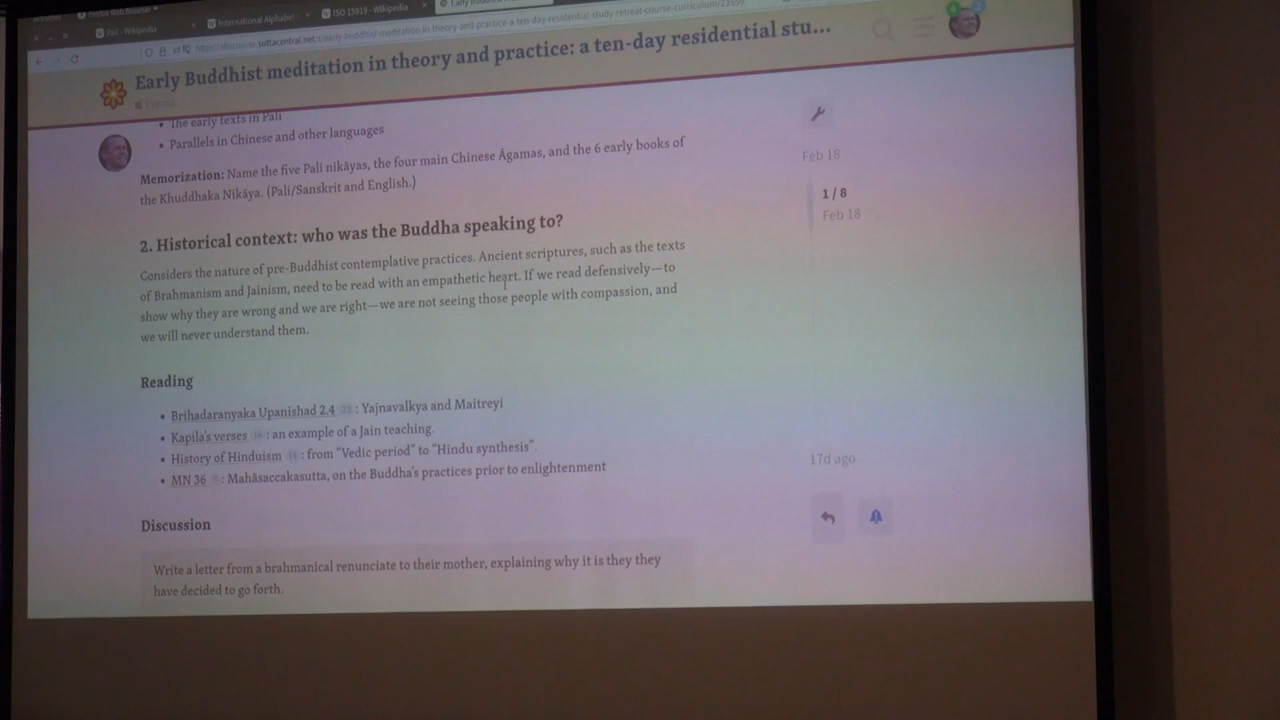 Pali - Wikipedia
International Alphabet
ISO 15919 - Wikipedia
Early Buddhist meditation in theory and practice: a ten-day residential stu...
Events
• The early texts in Pali
• Parallels in Chinese and other languages
Memorization: Name the five Pali nikāyas, the four main Chinese Āgamas, and the 6 early books of
the Khuddhaka Nikāya. (Pali/Sanskrit and English.)
Feb 18
1 / 8
Feb 18
2. Historical context: who was the Buddha speaking to?
Considers the nature of pre-Buddhist contemplative practices. Ancient scriptures, such as the texts
of Brahmanism and Jainism, need to be read with an empathetic heart. If we read defensively—to
show why they are wrong and we are right—we are not seeing those people with compassion, and
we will never understand them.
Reading
• Brihadaranyaka Upanishad 2.4 : Yajnavalkya and Maitreyi
• Kapila's verses : an example of a Jain teaching.
• History of Hinduism : from "Vedic period" to "Hindu synthesis".
• MN 36 : Mahāsaccakasutta, on the Buddha's practices prior to enlightenment
17d ago
Discussion
Write a letter from a brahmanical renunciate to their mother, explaining why it is they they
have decided to go forth.